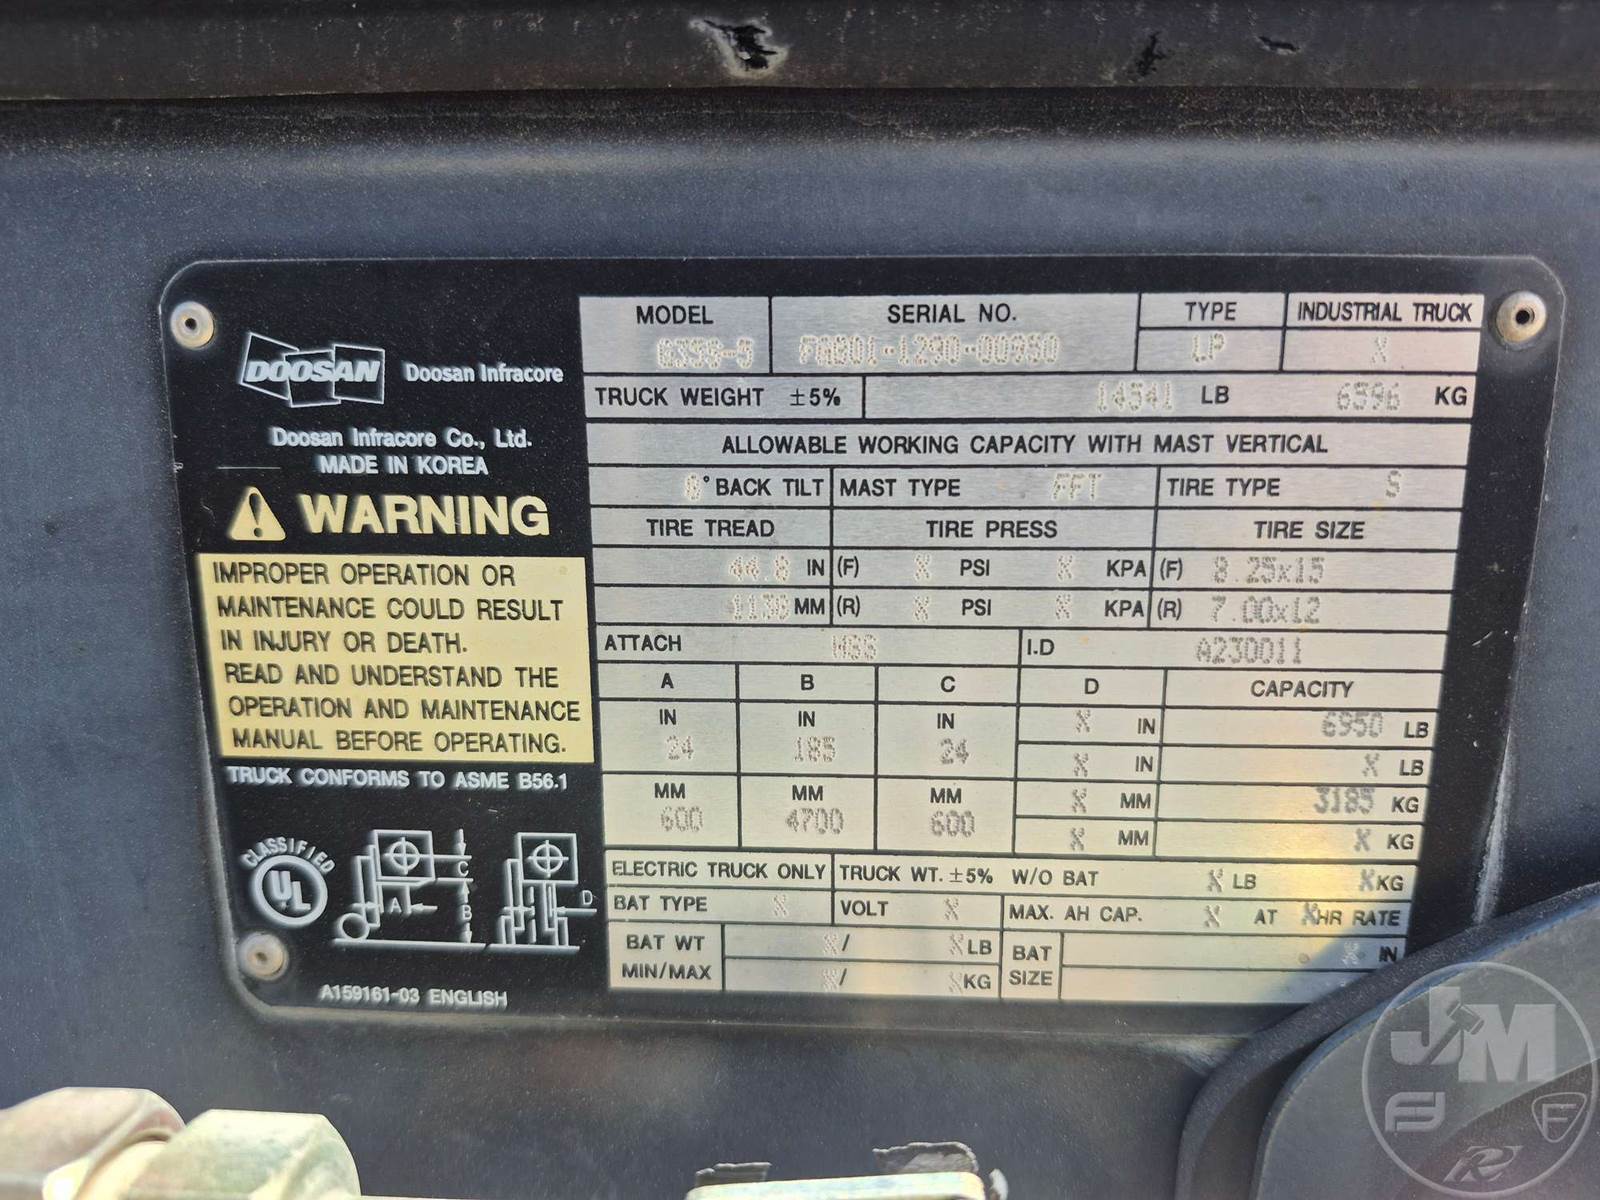 DOOSAN Doosan Infracore
Doosan Infracore Co., Ltd.
MADE IN KOREA
WARNING
IMPROPER OPERATION OR
MAINTENANCE COULD RESULT
IN INJURY OR DEATH.
READ AND UNDERSTAND THE
OPERATION AND MAINTENANCE
MANUAL BEFORE OPERATING.
TRUCK CONFORMS TO ASME B56.1
CLASSIFIED
UL
A B C D
A159161-03 ENGLISH
MODEL SERIAL NO. TYPE INDUSTRIAL TRUCK
G35S-5 LP X
TRUCK WEIGHT ±5% 14541 LB 6596 KG
ALLOWABLE WORKING CAPACITY WITH MAST VERTICAL
° BACK TILT MAST TYPE FFT TIRE TYPE S
TIRE TREAD TIRE PRESS TIRE SIZE
44.8 IN (F) X PSI X KPA (F) 8.25x15
1138 MM (R) X PSI X KPA (R) 7.00x12
ATTACH HSS I.D A230011
A B C D CAPACITY
IN IN IN X IN 6950 LB
24 185 24 X IN X LB
MM MM MM X MM 3185 KG
600 4700 600 X MM X KG
ELECTRIC TRUCK ONLY TRUCK WT. ±5% W/O BAT X LB X KG
BAT TYPE X VOLT X MAX. AH CAP. X AT X HR RATE
BAT WT X / X LB BAT X IN
MIN/MAX X / X KG SIZE
JM